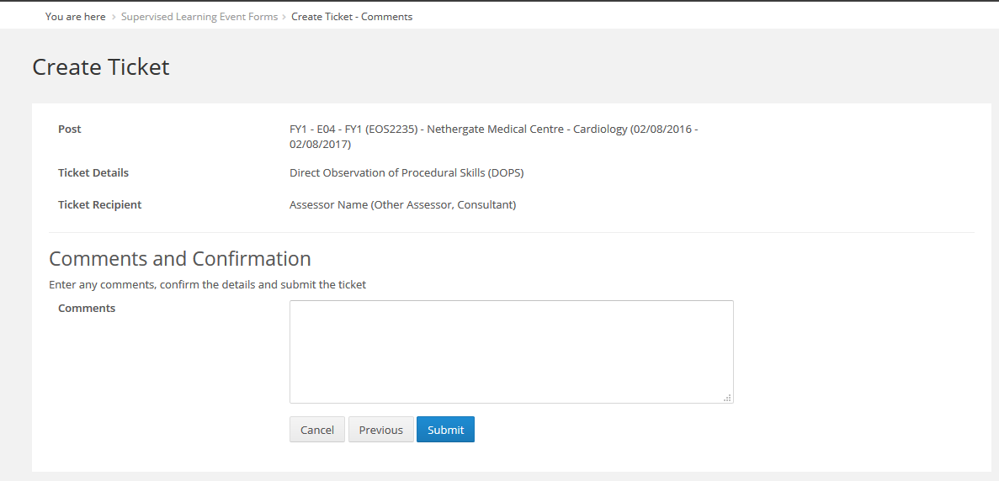 You are here › Supervised Learning Event Forms › Create Ticket - Comments
Create Ticket
Post FY1 - E04 - FY1 (EOS2235) - Nethergate Medical Centre - Cardiology (02/08/2016 -
02/08/2017)
Ticket Details Direct Observation of Procedural Skills (DOPS)
Ticket Recipient Assessor Name (Other Assessor, Consultant)
Comments and Confirmation
Enter any comments, confirm the details and submit the ticket
Comments
Cancel Previous Submit